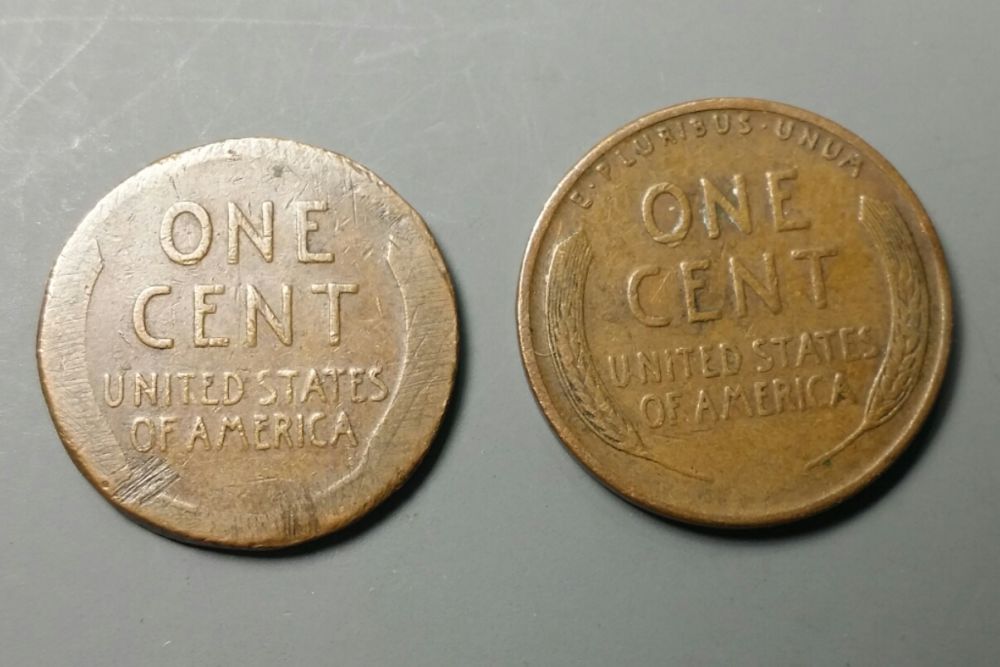 ONE
CENT
UNITED STATES
OF AMERICA
E·PLURIBUS·UNUM
ONE
CENT
UNITED STATES
OF AMERICA